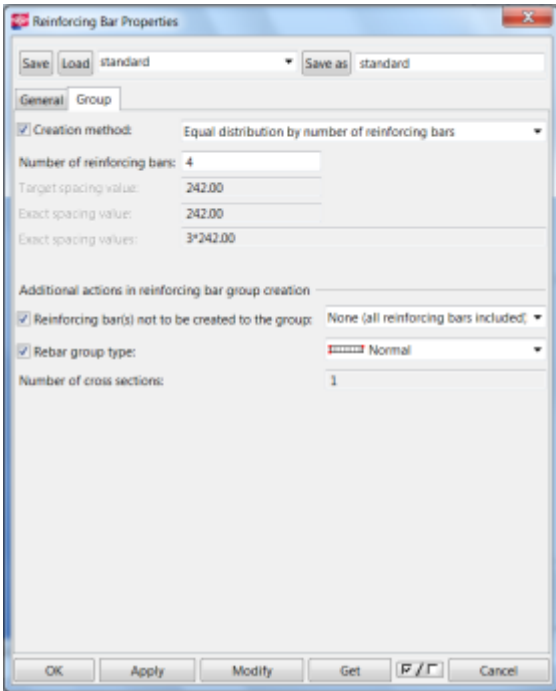 Reinforcing Bar Properties
Save Load standard Save as standard
General Group
Creation method: Equal distribution by number of reinforcing bars
Number of reinforcing bars: 4
Target spacing value: 242.00
Exact spacing value: 242.00
Exact spacing values: 3*242.00
Additional actions in reinforcing bar group creation
Reinforcing bar(s) not to be created to the group: None (all reinforcing bars included)
Rebar group type: Normal
Number of cross sections: 1
OK Apply Modify Get / Cancel